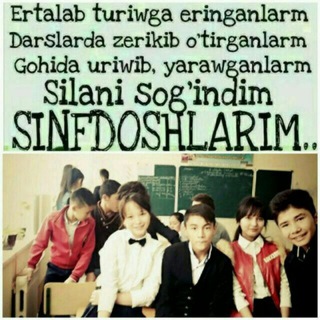 Ertalab turiwga eringanlarm
Darslarda zerikib o'tirganlarm
Gohida uriwib, yarawganlarm
Silani sog'indim
SINFDOSHLARIM..